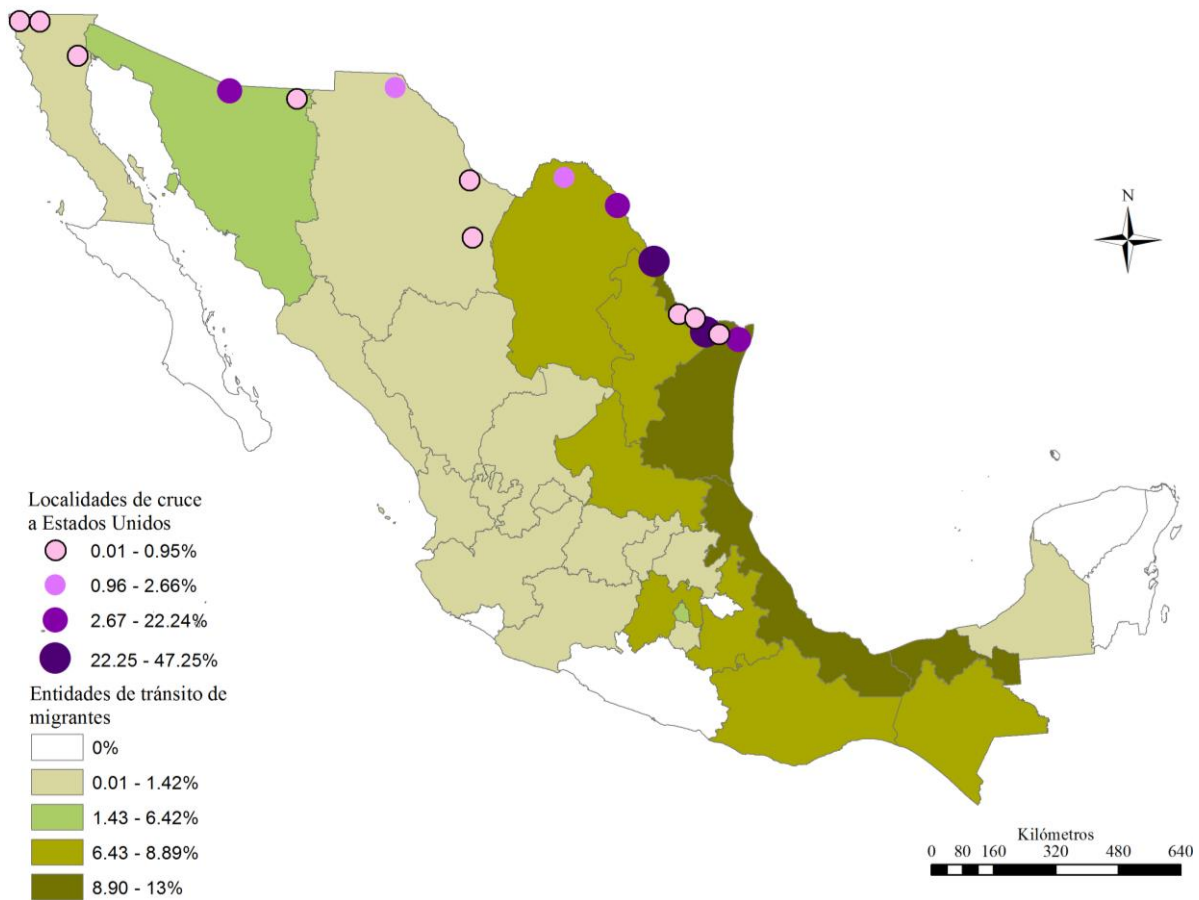 N
Localidades de cruce
a Estados Unidos
0.01 - 0.95%
0.96 - 2.66%
2.67 - 22.24%
22.25 - 47.25%
Entidades de tránsito de
migrantes
0%
0.01 - 1.42%
1.43 - 6.42%
6.43 - 8.89%
8.90 - 13%
Kilómetros
0 80 160 320 480 640